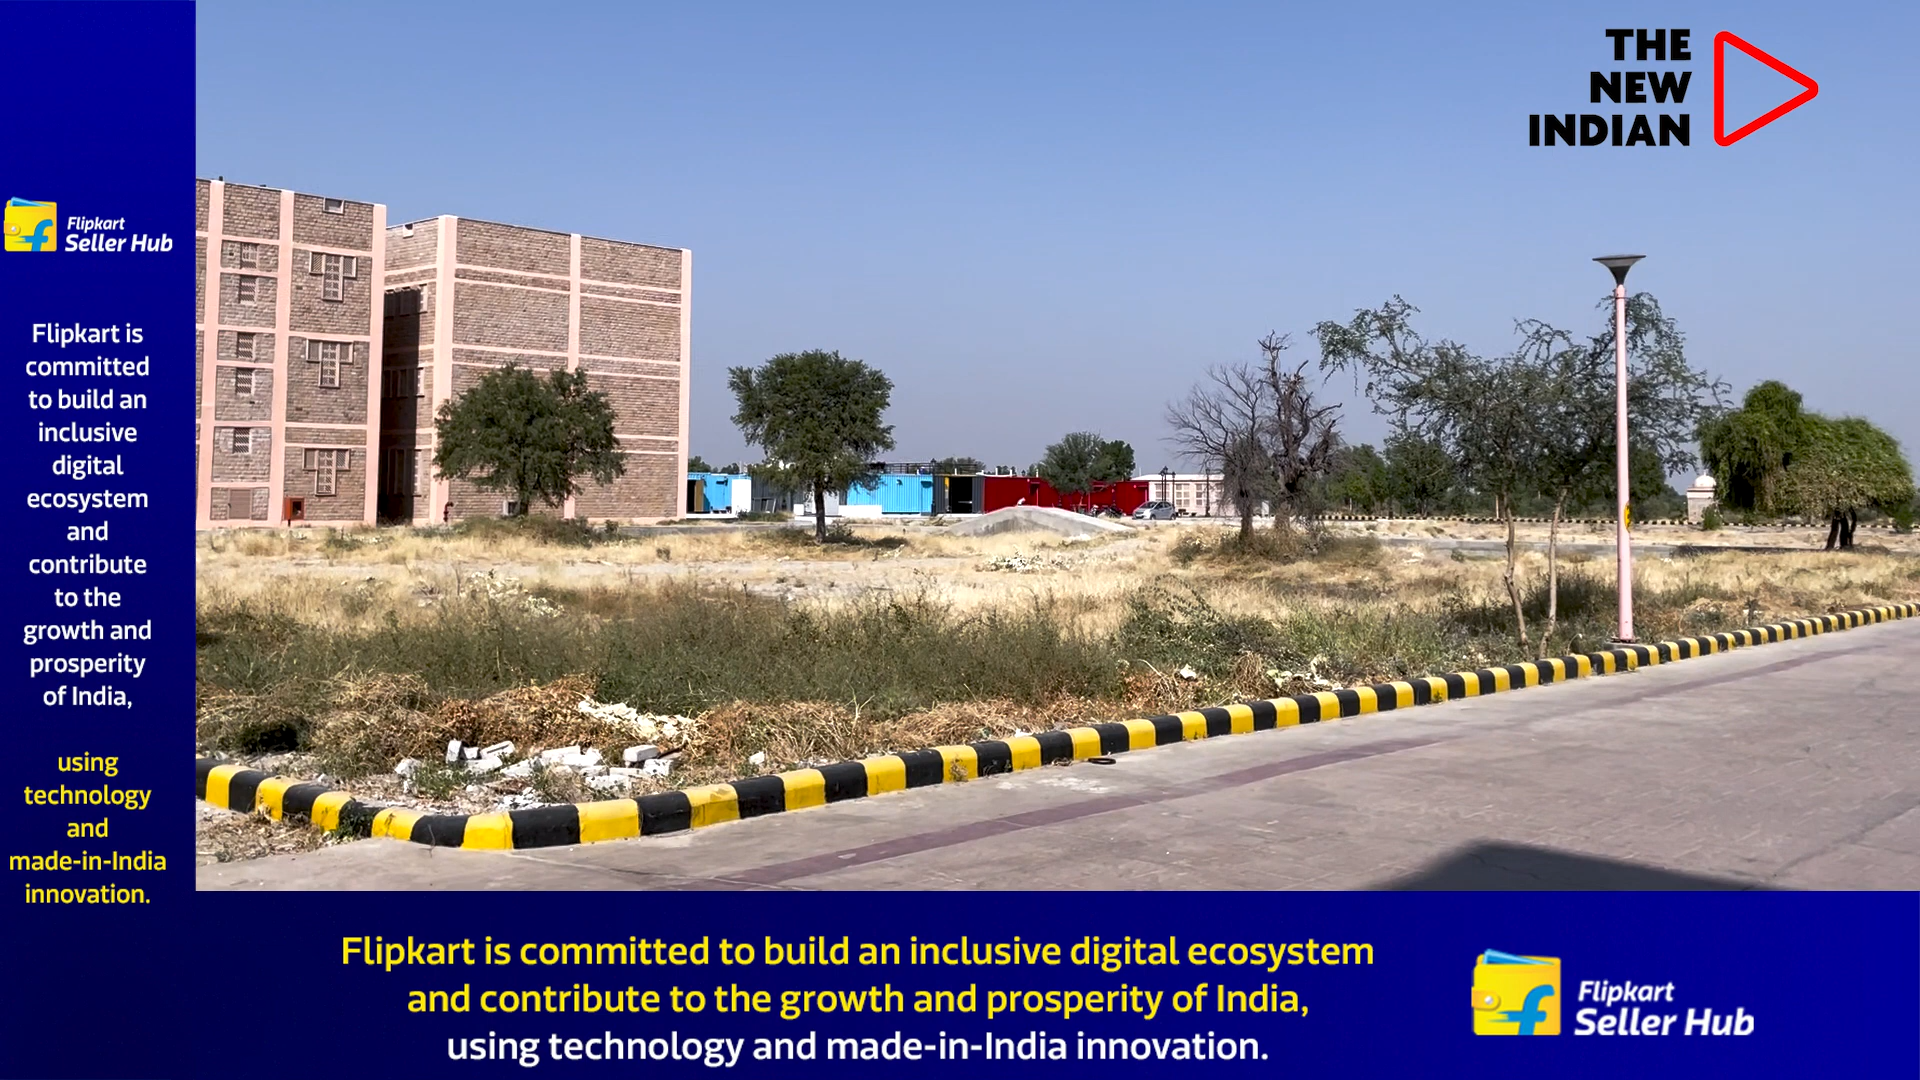 THE
NEW
INDIAN
Flipkart
Seller Hub
Flipkart is
committed
to build an
inclusive
digital
ecosystem
and
contribute
to the
growth and
prosperity
of India,
using
technology
and
made-in-India
innovation.
Flipkart is committed to build an inclusive digital ecosystem
and contribute to the growth and prosperity of India,
using technology and made-in-India innovation.
Flipkart
Seller Hub